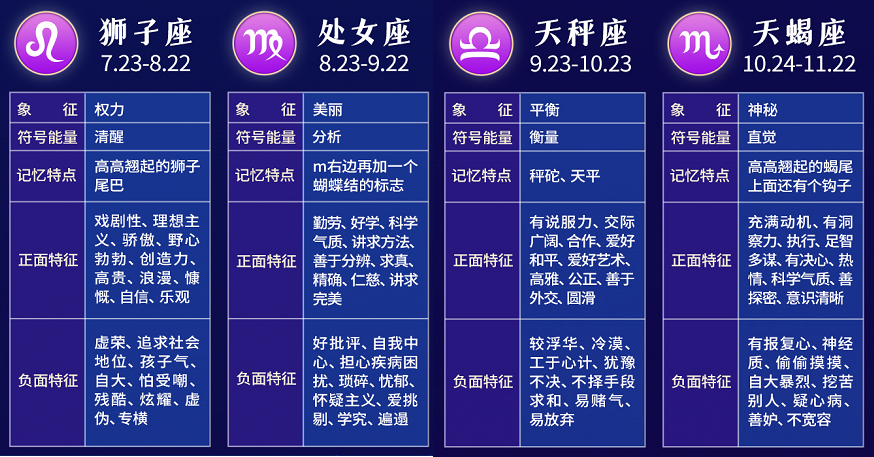 狮子座
7.23-8.22
象 征
权力
符号能量
清醒
记忆特点
高高翘起的狮子
尾巴
正面特征
戏剧性、理想主
义、骄傲、野心
勃勃、创造力、
高贵、浪漫、慷
慨、自信、乐观
负面特征
虚荣、追求社会
地位、孩子气、
自大、怕受嘲、
残酷、炫耀、虚
伪、专横
处女座
8.23-9.22
象 征
美丽
符号能量
分析
记忆特点
m右边再加一个
蝴蝶结的标志
正面特征
勤劳、好学、科学
气质、讲求方法、
善于分辨、求真、
精确、仁慈、讲求
完美
负面特征
好批评、自我中
心、担心疾病困
扰、琐碎、忧郁、
怀疑主义、爱挑
剔、学究、遍遢
天秤座
9.23-10.23
象 征
平衡
符号能量
衡量
记忆特点
秤砣、天平
正面特征
有说服力、交际
广阔、合作、爱好
和平、爱好艺术、
高雅、公正、善于
外交、圆滑
负面特征
较浮华、冷漠、
工于心计、犹豫
不决、不择手段
求和、易赌气、
易放弃
天蝎座
10.24-11.22
象 征
神秘
符号能量
直觉
记忆特点
高高翘起的蝎尾
上面还有个钩子
正面特征
充满动机、有洞
察力、执行、足智
多谋、有决心、热
情、科学气质、善
探密、意识清晰
负面特征
有报复心、神经
质、偷偷摸摸、
自大暴烈、挖苦
别人、疑心病、
善妒、不宽容